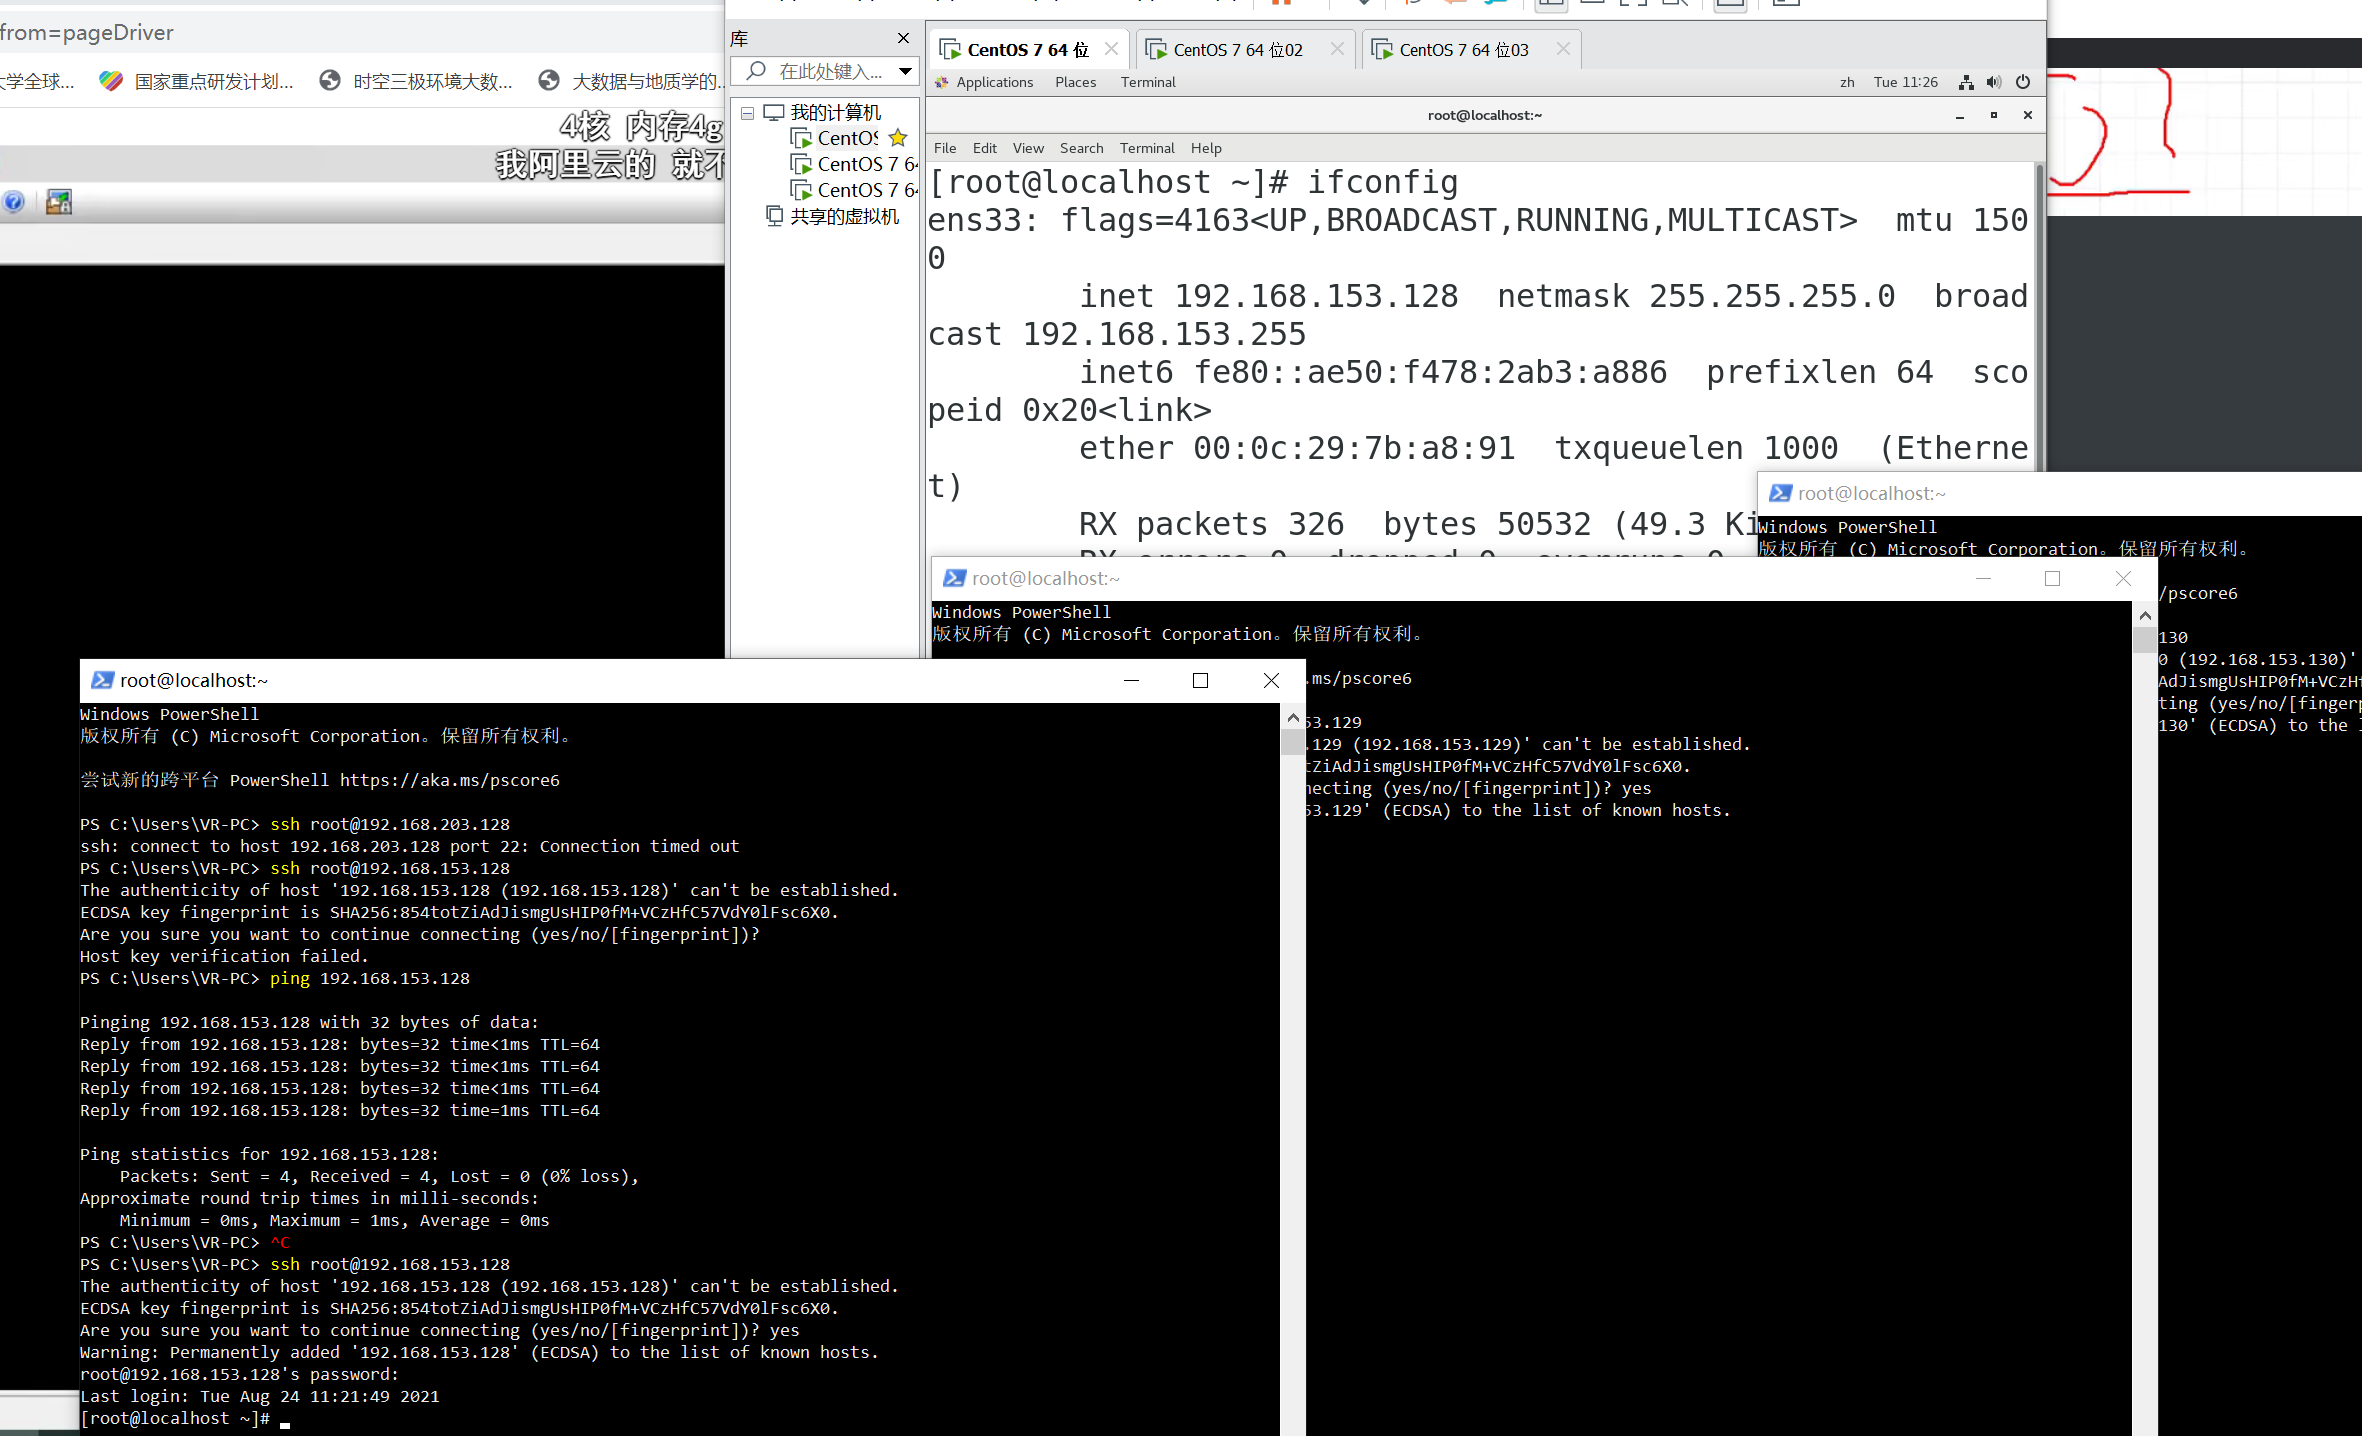 from=pageDriver
大学全球...
国家重点研发计划...
时空三极环境大数...
大数据与地质学的...
4核 内存4g
我阿里云的 就不
库
在此处键入...
我的计算机
CentOS
CentOS 7 64
CentOS 7 64
共享的虚拟机
CentOS 7 64 位
CentOS 7 64 位02
CentOS 7 64 位03
Applications Places Terminal
zh Tue 11:26
root@localhost:~
File Edit View Search Terminal Help
[root@localhost ~]# ifconfig
ens33: flags=4163<UP,BROADCAST,RUNNING,MULTICAST>  mtu 150
0
inet 192.168.153.128  netmask 255.255.255.0  broad
cast 192.168.153.255
inet6 fe80::ae50:f478:2ab3:a886  prefixlen 64  sco
peid 0x20<link>
ether 00:0c:29:7b:a8:91  txqueuelen 1000  (Etherne
t)
RX packets 326  bytes 50532 (49.3 Ki
RX errors 0  dropped 0  overruns 0
root@localhost:~
Windows PowerShell
版权所有 (C) Microsoft Corporation。保留所有权利。
/pscore6
130
0 (192.168.153.130)'
AdJismgUsHIP0fM+VCzHf
ting (yes/no/[fingerp
130' (ECDSA) to the l
root@localhost:~
Windows PowerShell
版权所有 (C) Microsoft Corporation。保留所有权利。
.ms/pscore6
53.129
.129 (192.168.153.129)' can't be established.
tZiAdJismgUsHIP0fM+VCzHfC57VdY0lFsc6X0.
necting (yes/no/[fingerprint])? yes
53.129' (ECDSA) to the list of known hosts.
root@localhost:~
Windows PowerShell
版权所有 (C) Microsoft Corporation。保留所有权利。
尝试新的跨平台 PowerShell https://aka.ms/pscore6
PS C:\Users\VR-PC> ssh root@192.168.203.128
ssh: connect to host 192.168.203.128 port 22: Connection timed out
PS C:\Users\VR-PC> ssh root@192.168.153.128
The authenticity of host '192.168.153.128 (192.168.153.128)' can't be established.
ECDSA key fingerprint is SHA256:854totZiAdJismgUsHIP0fM+VCzHfC57VdY0lFsc6X0.
Are you sure you want to continue connecting (yes/no/[fingerprint])?
Host key verification failed.
PS C:\Users\VR-PC> ping 192.168.153.128
Pinging 192.168.153.128 with 32 bytes of data:
Reply from 192.168.153.128: bytes=32 time<1ms TTL=64
Reply from 192.168.153.128: bytes=32 time<1ms TTL=64
Reply from 192.168.153.128: bytes=32 time<1ms TTL=64
Reply from 192.168.153.128: bytes=32 time=1ms TTL=64
Ping statistics for 192.168.153.128:
Packets: Sent = 4, Received = 4, Lost = 0 (0% loss),
Approximate round trip times in milli-seconds:
Minimum = 0ms, Maximum = 1ms, Average = 0ms
PS C:\Users\VR-PC> ^C
PS C:\Users\VR-PC> ssh root@192.168.153.128
The authenticity of host '192.168.153.128 (192.168.153.128)' can't be established.
ECDSA key fingerprint is SHA256:854totZiAdJismgUsHIP0fM+VCzHfC57VdY0lFsc6X0.
Are you sure you want to continue connecting (yes/no/[fingerprint])? yes
Warning: Permanently added '192.168.153.128' (ECDSA) to the list of known hosts.
root@192.168.153.128's password:
Last login: Tue Aug 24 11:21:49 2021
[root@localhost ~]#